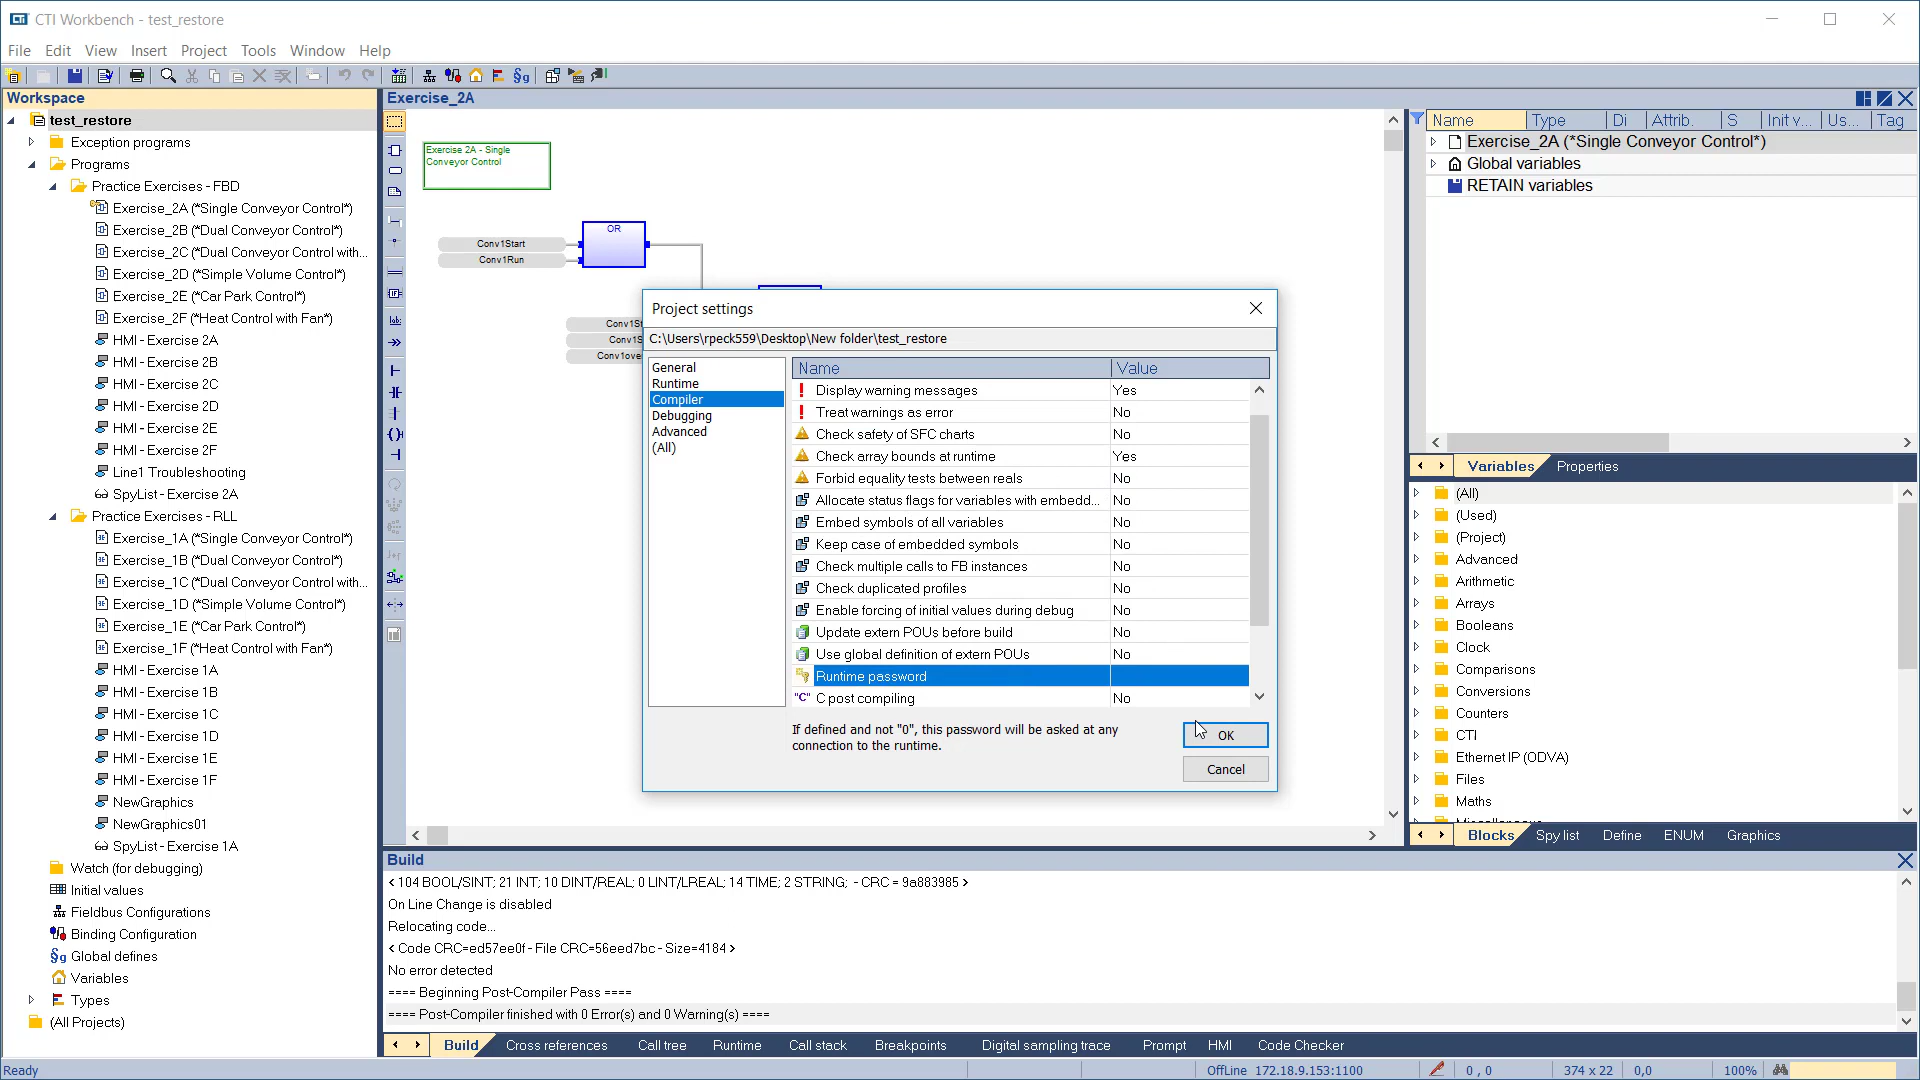 CTI Workbench - test_restore
File Edit View Insert Project Tools Window Help
Workspace
test_restore
Exception programs
Programs
Practice Exercises - FBD
Exercise_2A (*Single Conveyor Control*)
Exercise_2B (*Dual Conveyor Control*)
Exercise_2C (*Dual Conveyor Control with...
Exercise_2D (*Simple Volume Control*)
Exercise_2E (*Car Park Control*)
Exercise_2F (*Heat Control with Fan*)
HMI - Exercise 2A
HMI - Exercise 2B
HMI - Exercise 2C
HMI - Exercise 2D
HMI - Exercise 2E
HMI - Exercise 2F
Line1 Troubleshooting
SpyList - Exercise 2A
Practice Exercises - RLL
Exercise_1A (*Single Conveyor Control*)
Exercise_1B (*Dual Conveyor Control*)
Exercise_1C (*Dual Conveyor Control with...
Exercise_1D (*Simple Volume Control*)
Exercise_1E (*Car Park Control*)
Exercise_1F (*Heat Control with Fan*)
HMI - Exercise 1A
HMI - Exercise 1B
HMI - Exercise 1C
HMI - Exercise 1D
HMI - Exercise 1E
HMI - Exercise 1F
NewGraphics
NewGraphics01
SpyList - Exercise 1A
Watch (for debugging)
Initial values
Fieldbus Configurations
Binding Configuration
Global defines
Variables
Types
(All Projects)
Exercise_2A
Exercise 2A - Single
Conveyor Control
OR
Conv1Start
Conv1Run
Conv1St
Conv1S
Conv1over
Project settings
C:\Users\rpeck559\Desktop\New folder\test_restore
General
Runtime
Compiler
Debugging
Advanced
(All)
Name Value
Display warning messages Yes
Treat warnings as error No
Check safety of SFC charts No
Check array bounds at runtime Yes
Forbid equality tests between reals No
Allocate status flags for variables with embedd... No
Embed symbols of all variables No
Keep case of embedded symbols No
Check multiple calls to FB instances No
Check duplicated profiles No
Enable forcing of initial values during debug No
Update extern POUs before build No
Use global definition of extern POUs No
Runtime password
"C" C post compiling No
If defined and not "0", this password will be asked at any
connection to the runtime.
OK
Cancel
Name Type Di Attrib. S Init v... Us... Tag
Exercise_2A (*Single Conveyor Control*)
Global variables
RETAIN variables
Variables Properties
(All)
(Used)
(Project)
Advanced
Arithmetic
Arrays
Booleans
Clock
Comparisons
Conversions
Counters
CTI
Ethernet IP (ODVA)
Files
Maths
Blocks Spy list Define ENUM Graphics
Build
< 104 BOOL/SINT; 21 INT; 10 DINT/REAL; 0 LINT/LREAL; 14 TIME; 2 STRING; - CRC = 9a883985 >
On Line Change is disabled
Relocating code...
< Code CRC=ed57ee0f - File CRC=56eed7bc - Size=4184 >
No error detected
==== Beginning Post-Compiler Pass ====
==== Post-Compiler finished with 0 Error(s) and 0 Warning(s) ====
Build Cross references Call tree Runtime Call stack Breakpoints Digital sampling trace Prompt HMI Code Checker
Ready OffLine 172.18.9.153:1100 0 , 0 374 x 22 0,0 100%